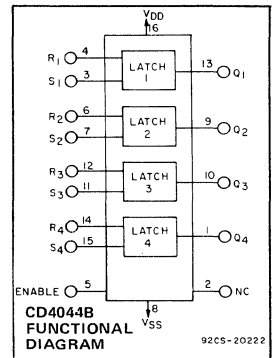 VDD
16
R1 4
S1 3
LATCH
1
13 Q1
R2 6
S2 7
LATCH
2
9 Q2
R3 12
S3 11
LATCH
3
10 Q3
R4 14
S4 15
LATCH
4
1 Q4
ENABLE 5
2 NC
8
VSS
CD4044B
FUNCTIONAL
DIAGRAM
92CS-20222